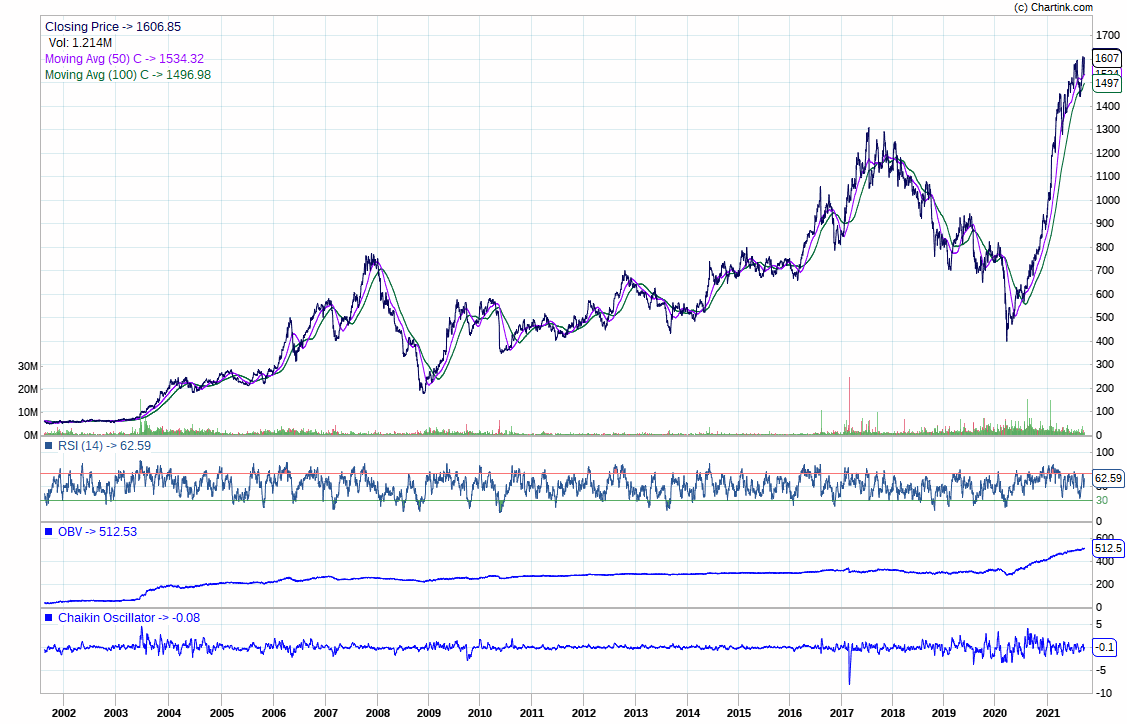 (c) Chartink.com
Closing Price -> 1606.85
Vol: 1.214M
Moving Avg (50) C -> 1534.32
Moving Avg (100) C -> 1496.98
1700
1607
1534
1497
1400
1300
1200
1100
1000
900
800
700
600
500
400
300
200
100
0
30M
20M
10M
0M
RSI (14) -> 62.59
100
62.59
30
0
OBV -> 512.53
600
512.5
400
200
0
Chaikin Oscillator -> -0.08
5
-0.1
-5
-10
2002 2003 2004 2005 2006 2007 2008 2009 2010 2011 2012 2013 2014 2015 2016 2017 2018 2019 2020 2021